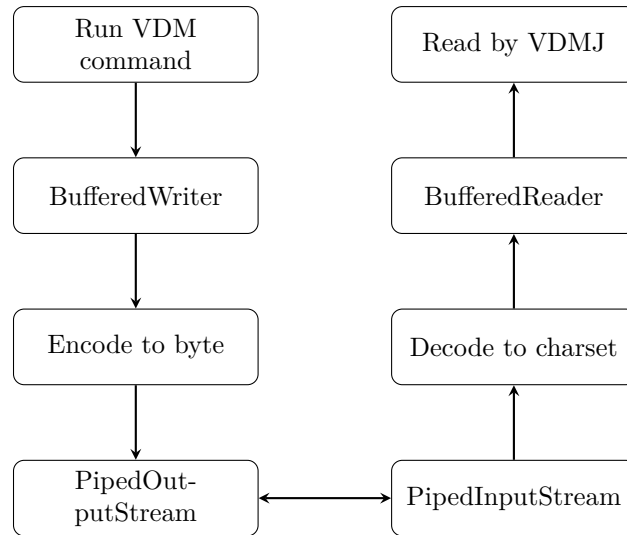 Run VDM
command
Read by VDMJ
BufferedWriter
BufferedReader
Encode to byte
Decode to charset
PipedOut-
putStream
PipedInputStream